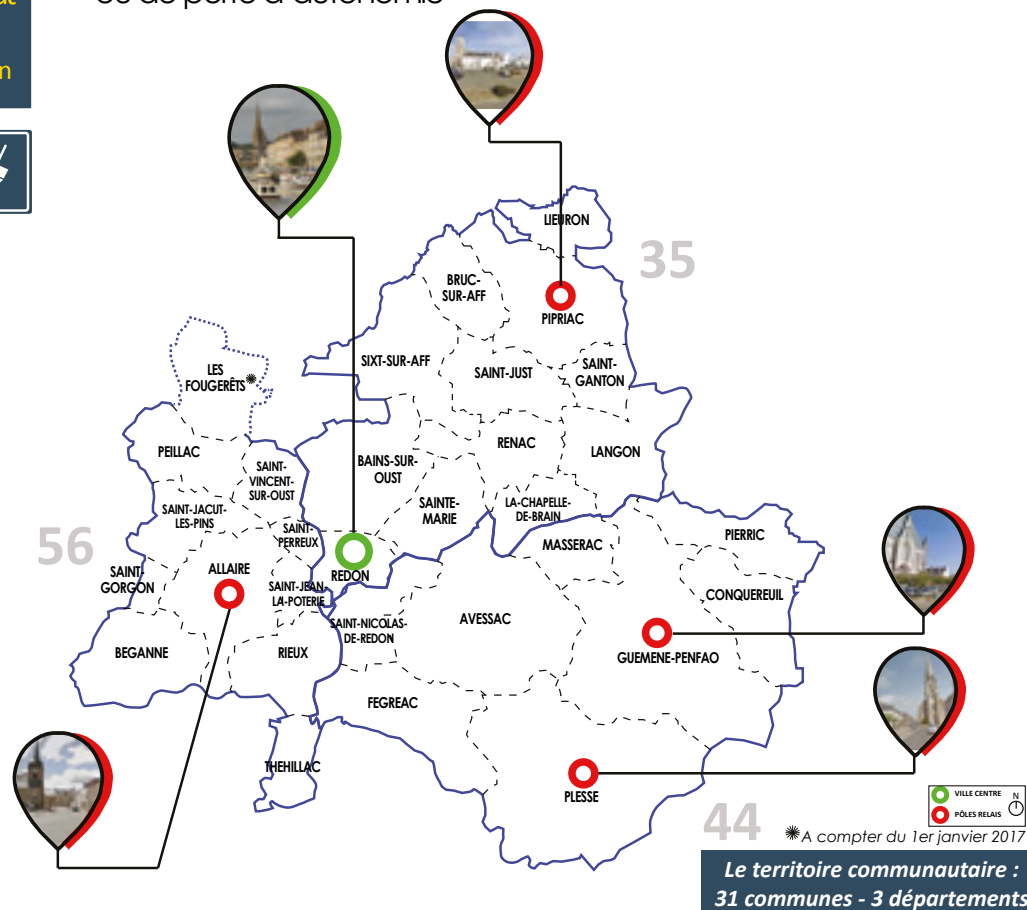 LIEURON
35
BRUC-
SUR-AFF
PIPRIAC
SIXT-SUR-AFF
SAINT-JUST
SAINT-
GANTON
LES
FOUGERÊTS*
PEILLAC
SAINT-
VINCENT-
SUR-OUST
BAINS-SUR-
OUST
RENAC
LANGON
SAINT-JACUT-
LES-PINS
SAINTE-
MARIE
LA-CHAPELLE-
DE-BRAIN
56
SAINT-
PERREUX
MASSERAC
PIERRIC
SAINT-
GORGON
ALLAIRE
REDON
SAINT-JEAN-
LA-POTERIE
CONQUEREUIL
SAINT-NICOLAS-
DE-REDON
AVESSAC
BEGANNE
RIEUX
GUEMENE-PENFAO
FEGREAC
THEHILLAC
PLESSE
44
VILLE CENTRE
N
PÔLES RELAIS
*A compter du 1er janvier 2017
Le territoire communautaire :
31 communes - 3 départements